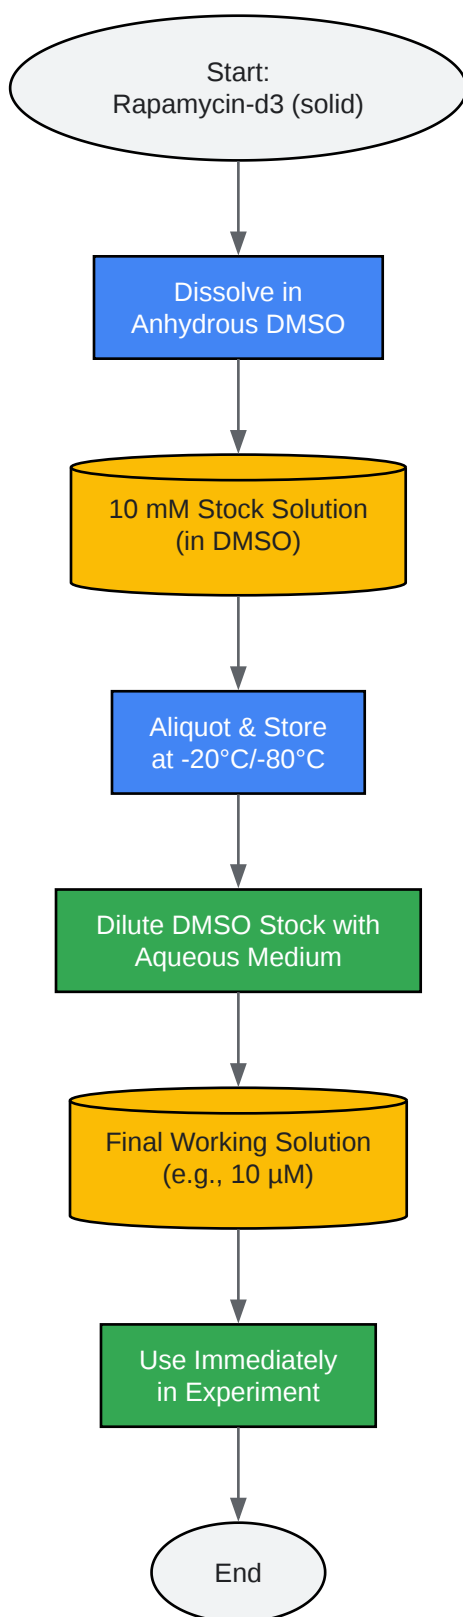 Start:
Rapamycin-d3 (solid)
Dissolve in
Anhydrous DMSO
10 mM Stock Solution
(in DMSO)
Aliquot & Store
at -20°C/-80°C
Dilute DMSO Stock with
Aqueous Medium
Final Working Solution
(e.g., 10 µM)
Use Immediately
in Experiment
End